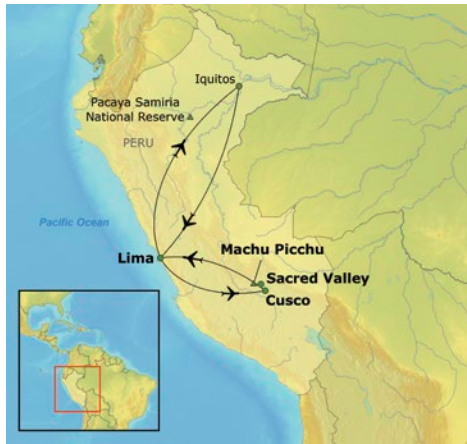 Iquitos
Pacaya Samiria
National Reserve
PERU
Pacific Ocean
Machu Picchu
Lima
Sacred Valley
Cusco